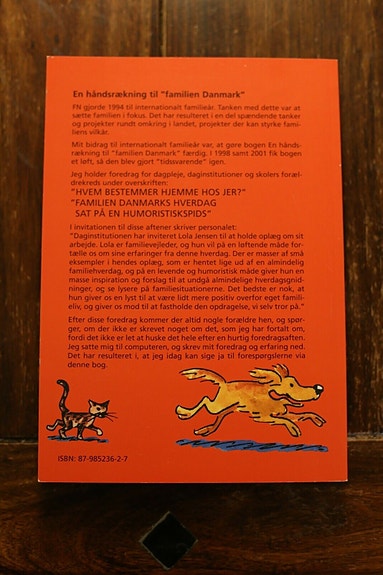 En håndsrækning til "familien Danmark"
FN gjorde 1994 til internationalt familieår. Tanken med dette var at
sætte familien i fokus. Det har resulteret i en del spændende tanker
og projekter rundt omkring i landet, projekter der kan styrke fami-
liens vilkår.
Mit bidrag til internationalt familieår var, at gøre bogen En hånds-
rækning til "familien Danmark" færdig. I 1998 samt 2001 fik bogen
et løft, så den blev gjort "tidssvarende" igen.
Jeg holder foredrag for dagpleje, daginstitutioner og skolers foræl-
drekreds under overskriften:
"HVEM BESTEMMER HJEMME HOS JER?"
"FAMILIEN DANMARKS HVERDAG
SAT PÅ EN HUMORISTISKSPIDS"
I invitationen til disse aftener skriver personalet:
"Daginstitutionen har inviteret Lola Jensen til at holde oplæg om sit
arbejde. Lola er familievejleder, og hun vil på en løftende måde for-
tælle os om sine erfaringer fra denne hverdag. Der er masser af små
eksempler i hendes oplæg, som er hentet lige ud af en almindelig
familiehverdag, og på en levende og humoristisk måde giver hun en
masse inspiration og forslag til at undgå almindelige hverdagsgnid-
ninger, og se lysere på familiesituationerne. Det bedste er nok, at
hun giver os en lyst til at være lidt mere positiv overfor eget famili-
eliv, og giver os mod til at fastholde den opdragelse, vi selv tror på."
Efter disse foredrag kommer der altid nogle forældre hen, og spør-
ger, om der ikke er skrevet noget om det, som jeg har fortalt om,
fordi det ikke er let at huske det hele efter en hurtig foredragsaften.
Jeg satte mig til computeren, og skrev mit foredrag og erfaring ned.
Det har resulteret i, at jeg idag kan sige ja til forespørgslerne via
denne bog.
ISBN: 87-985236-2-7